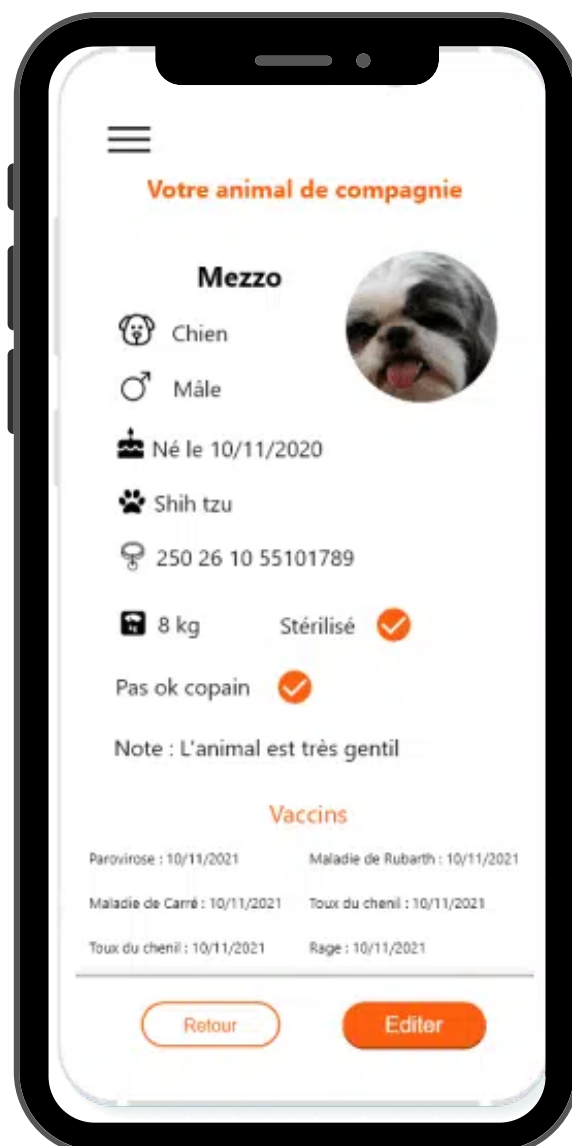 Votre animal de compagnie
Mezzo
Chien
Mâle
Né le 10/11/2020
Shih tzu
250 26 10 55101789
8 kg Stérilisé
Pas ok copain
Note : L'animal est très gentil
Vaccins
Parovirose : 10/11/2021 Maladie de Rubarth : 10/11/2021
Maladie de Carré : 10/11/2021 Toux du chenil : 10/11/2021
Toux du chenil : 10/11/2021 Rage : 10/11/2021
Retour Editer